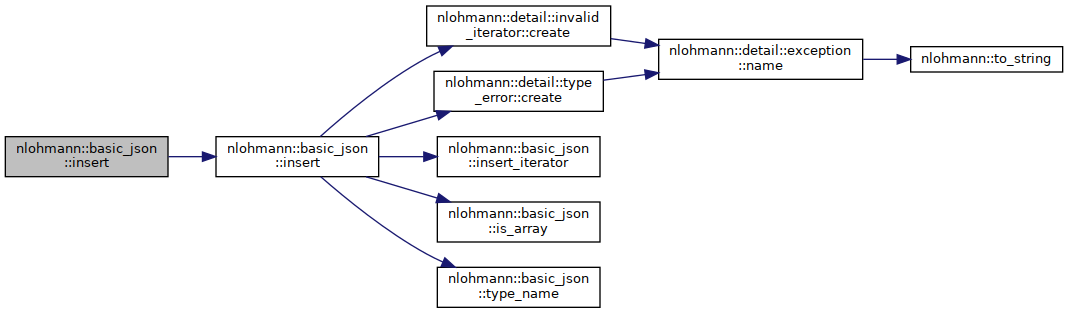 nlohmann::basic_json
::insert
nlohmann::basic_json
::insert
nlohmann::detail::invalid
_iterator::create
nlohmann::detail::type
_error::create
nlohmann::basic_json
::insert_iterator
nlohmann::basic_json
::is_array
nlohmann::basic_json
::type_name
nlohmann::detail::exception
::name
nlohmann::to_string